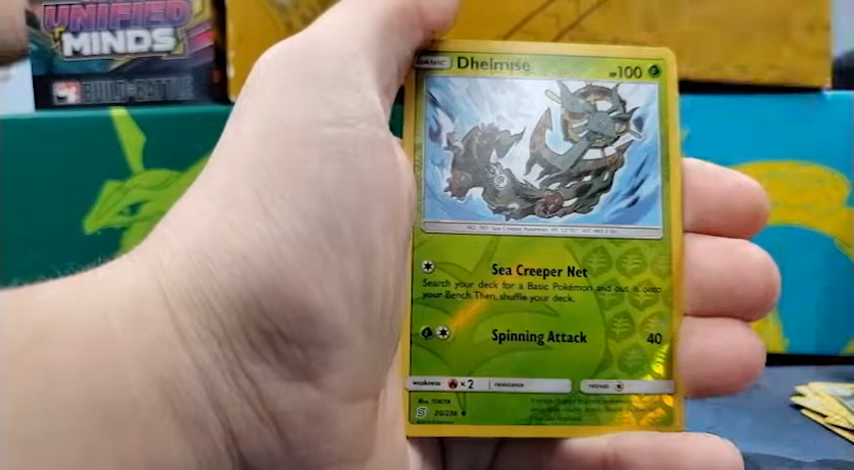 UNIFIED
MINDS
BUILD BATTLE
BASIC Dhelmise HP100
Sea Creeper Net
Search your deck for a Basic Pokémon and put it onto
your Bench. Then, shuffle your deck.
Spinning Attack 40
weakness ×2 resistance retreat
20/236